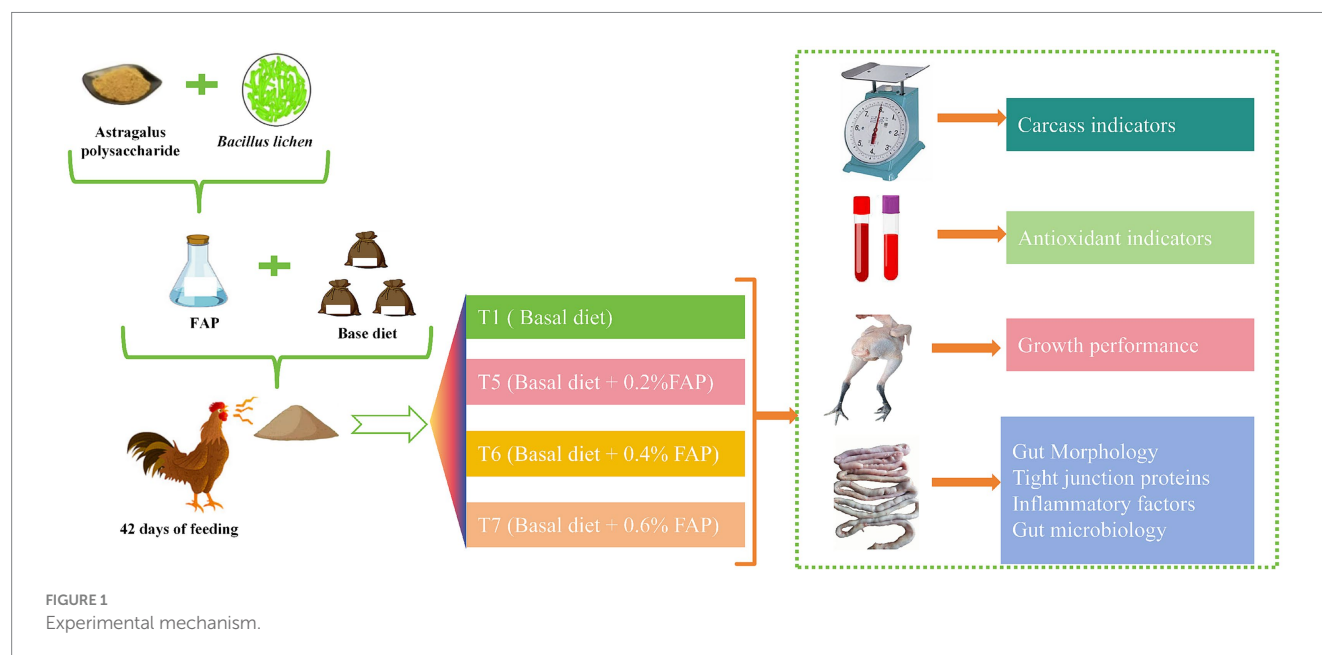 Astragalus
polysaccharide
Bacillus lichen
FAP
Base diet
42 days of feeding
T1 ( Basal diet)
T5 (Basal diet + 0.2%FAP)
T6 (Basal diet + 0.4% FAP)
T7 (Basal diet + 0.6% FAP)
Carcass indicators
Antioxidant indicators
Growth performance
Gut Morphology
Tight junction proteins
Inflammatory factors
Gut microbiology
FIGURE 1
Experimental mechanism.